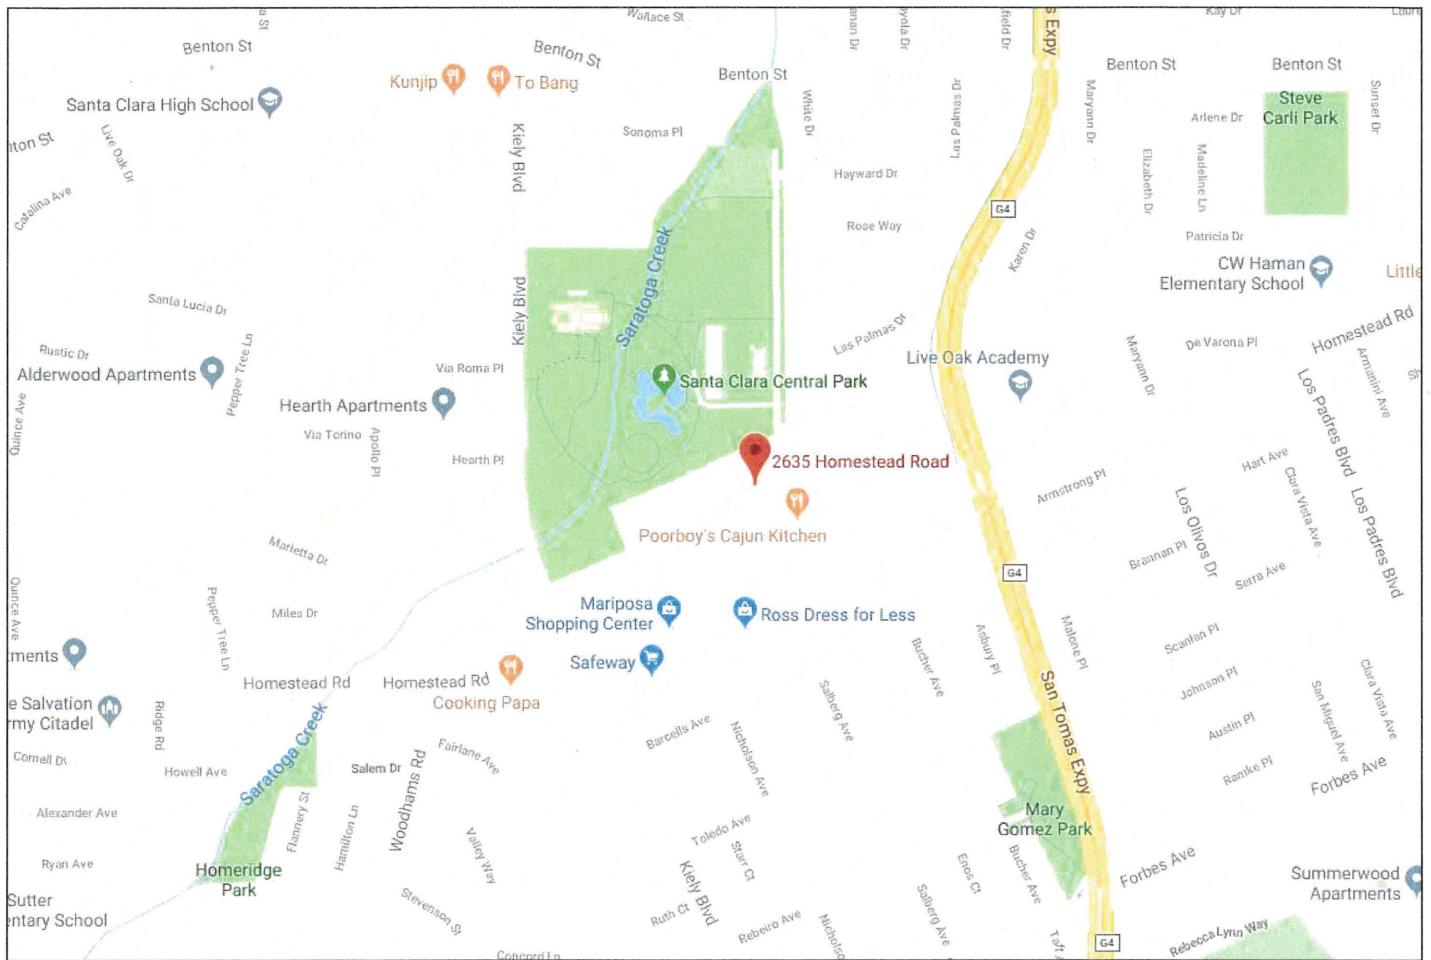 Wallace St
Kay Dr
Benton St
Benton St
Benton St
Benton St
Benton St
Kunjip
To Bang
Santa Clara High School
Live Oak Dr
Catalina Ave
Kiely Blvd
Sonoma Pl
White Dr
Las Palmas Dr
Maryann Dr
Arlene Dr
Steve
Carli Park
Sunset Dr
Elizabeth Dr
Madeline Ln
Hayward Dr
G4
Rose Way
Karen Dr
Patricia Dr
CW Haman
Elementary School
Little
Saratoga Creek
Kiely Blvd
Santa Lucia Dr
Rustic Dr
Alderwood Apartments
Pepper Tree Ln
Via Roma Pl
Hearth Apartments
Via Torino
Apollo Pl
Hearth Pl
Quince Ave
Santa Clara Central Park
Las Palmas Dr
Live Oak Academy
Maryann Dr
De Varona Pl
Homestead Rd
Armanini Ave
Los Padres Blvd
2635 Homestead Road
Poorboy's Cajun Kitchen
Armstrong Pl
Hart Ave
Clara Vista Ave
Los Padres Blvd
Los Olivos Dr
Brannan Pl
Serra Ave
Marietta Dr
Miles Dr
Pepper Tree Ln
Quince Ave
G4
Mariposa
Shopping Center
Ross Dress for Less
Safeway
Bucher Ave
Asbury Pl
Malone Pl
Scanlan Pl
Johnson Pl
Austin Pl
Ramke Pl
San Miguel Ave
Clara Vista Ave
Forbes Ave
tments
e Salvation
rmy Citadel
Ridge Rd
Homestead Rd
Homestead Rd
Cooking Papa
Saratoga Creek
Cornell Dr
Howell Ave
Salem Dr
Woodhams Rd
Fairlane Ave
Barcells Ave
Nicholson Ave
Salberg Ave
San Tomas Expy
Alexander Ave
Flannery St
Hamilton Ln
Valley Way
Toledo Ave
Starr Ct
Mary
Gomez Park
Ryan Ave
Homeridge
Park
Kiely Blvd
Enos Ct
Bucher Ave
Forbes Ave
Summerwood
Apartments
Sutter
entary School
Stevenson St
Ruth Ct
Rebeiro Ave
Salberg Ave
G4
Rebecca Lynn Way
Concord Ln